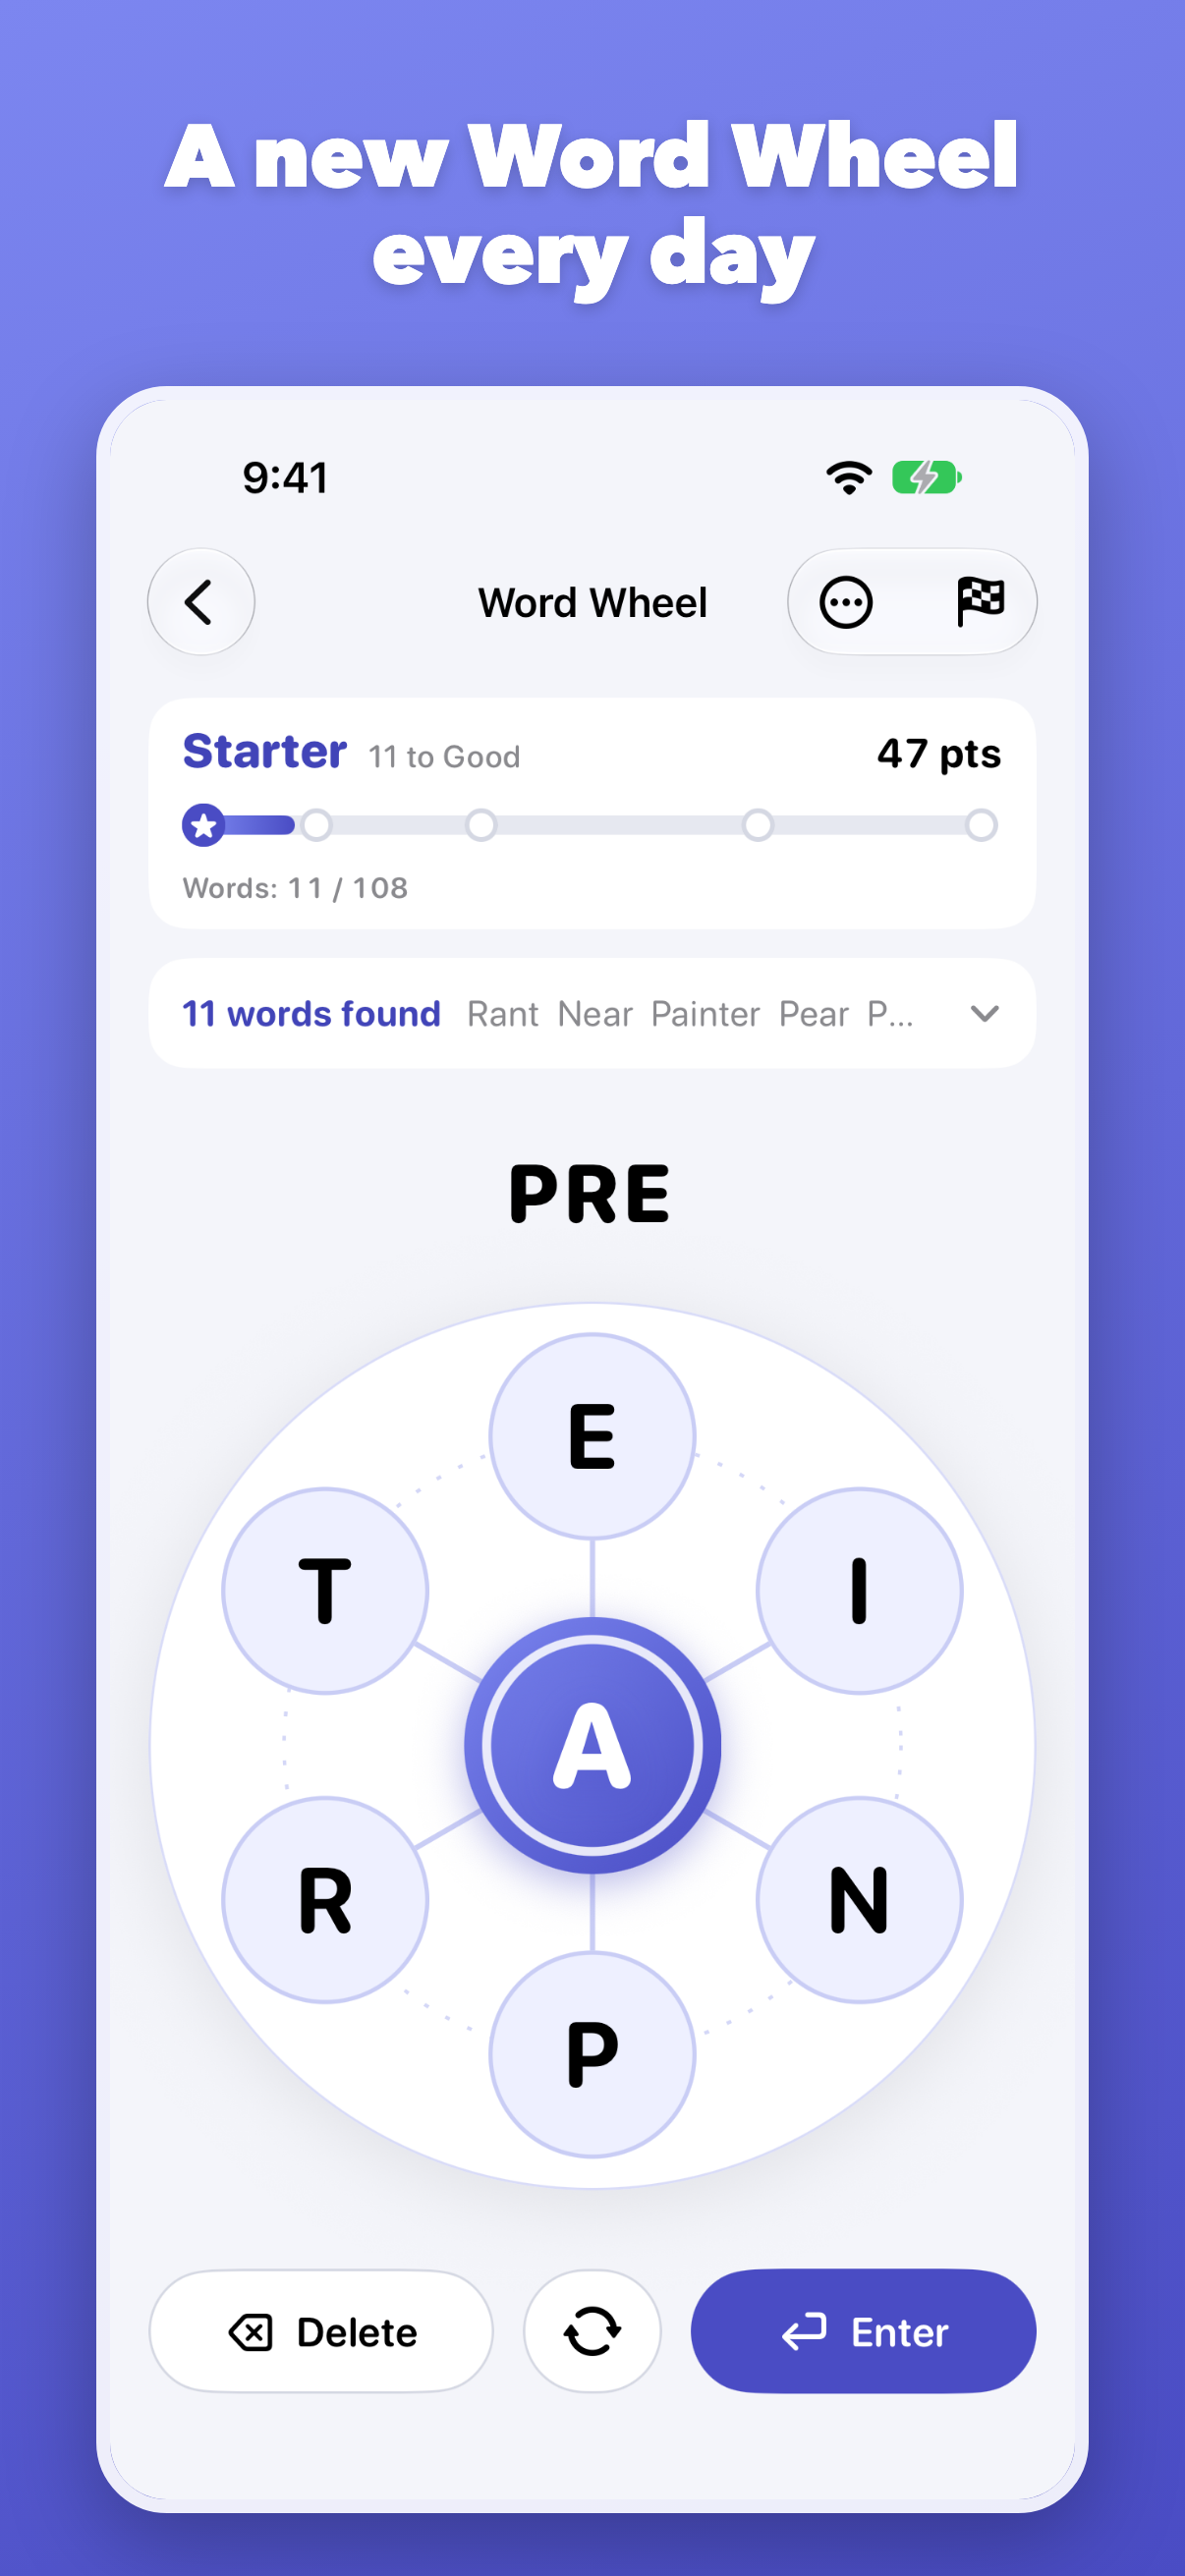 A new Word Wheel
every day
9:41
Word Wheel
Starter 11 to Good 47 pts
Words: 11 / 108
11 words found Rant Near Painter Pear P...
PRE
E
T I
A
R N
P
Delete Enter